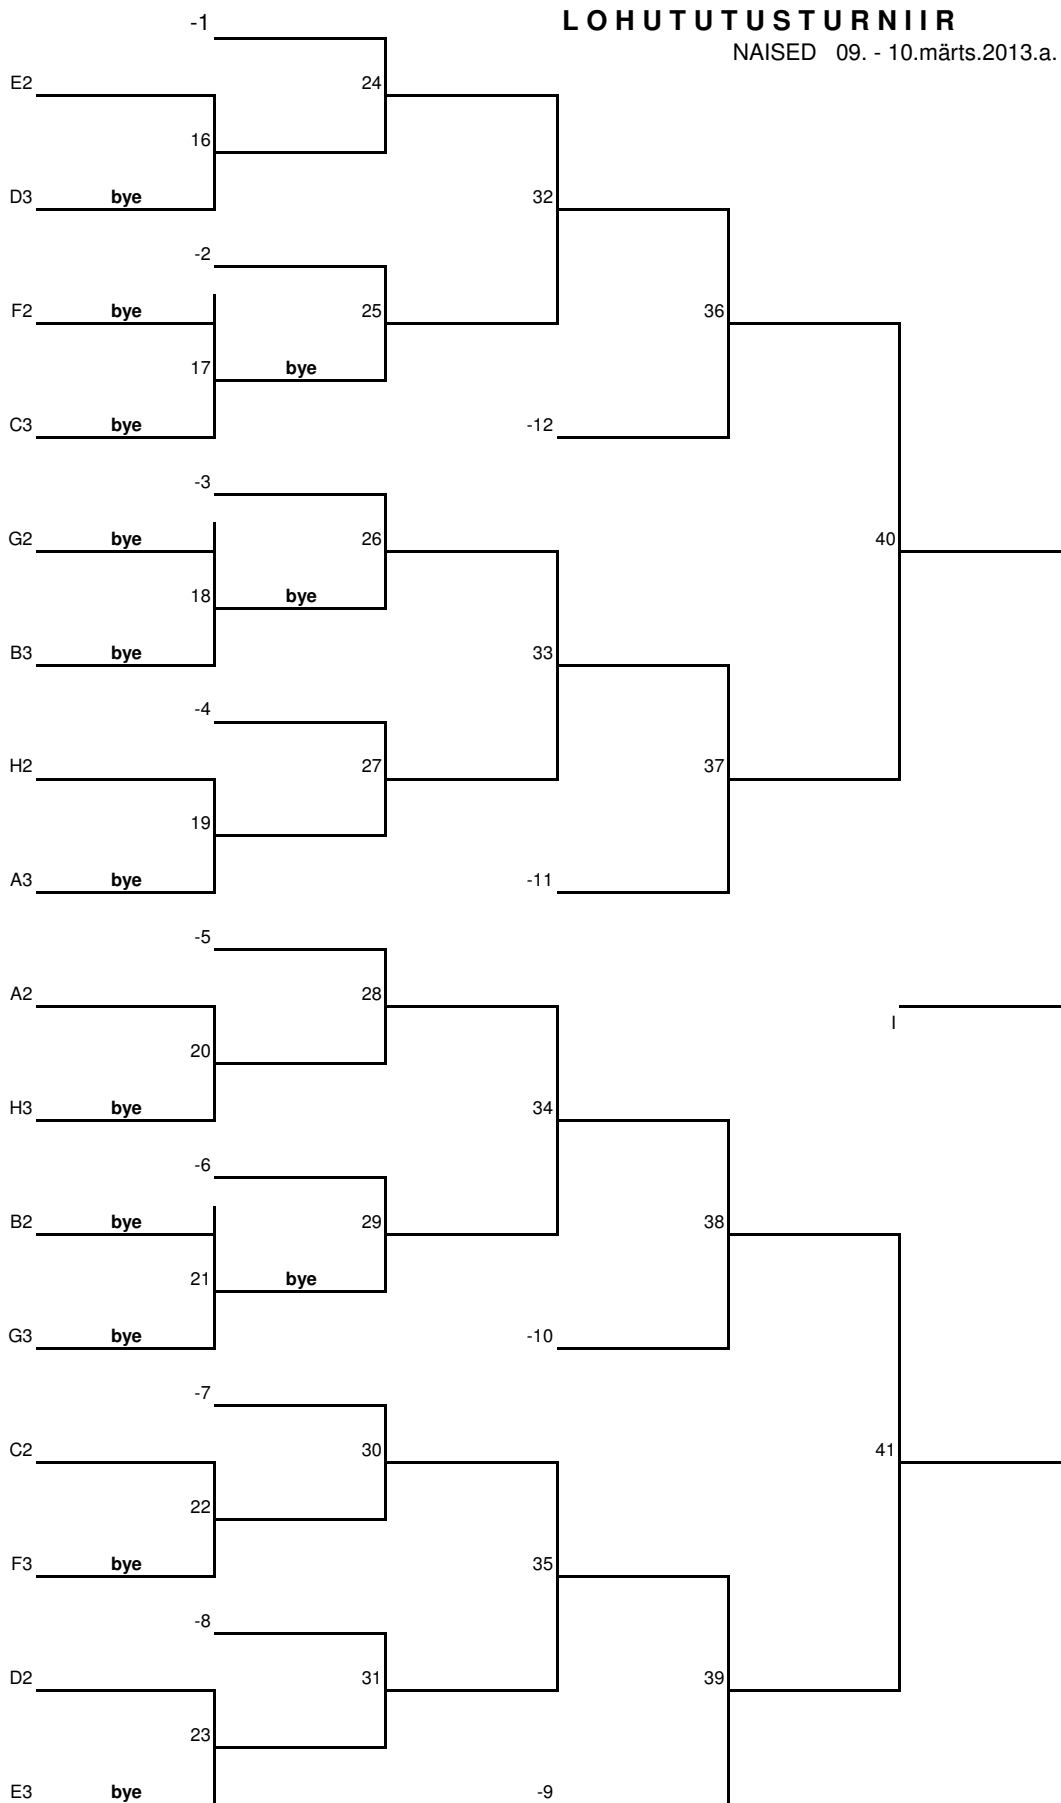 -1
L O H U T U T U S T U R N I I R
NAISED 09. - 10.märts.2013.a.
E2
24
16
D3 bye
32
-2
F2 bye
25
36
17 bye
C3 bye
-12
-3
G2 bye
26
40
18 bye
B3 bye
33
-4
H2
27
37
19
A3 bye
-11
-5
A2
28
I
20
H3 bye
34
-6
B2 bye
29
38
21 bye
G3 bye
-10
-7
C2
30
41
22
F3 bye
35
-8
D2
31
39
23
E3 bye
-9